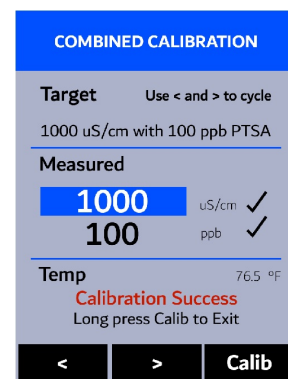 COMBINED CALIBRATION
Target Use < and > to cycle
1000 uS/cm with 100 ppb PTSA
Measured
1000 uS/cm ✓
100 ppb ✓
Temp 76.5 °F
Calibration Success
Long press Calib to Exit
< > Calib